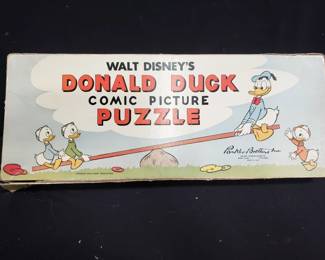 WALT DISNEY'S
DONALD DUCK
COMIC PICTURE
PUZZLE
Parker Brothers Inc